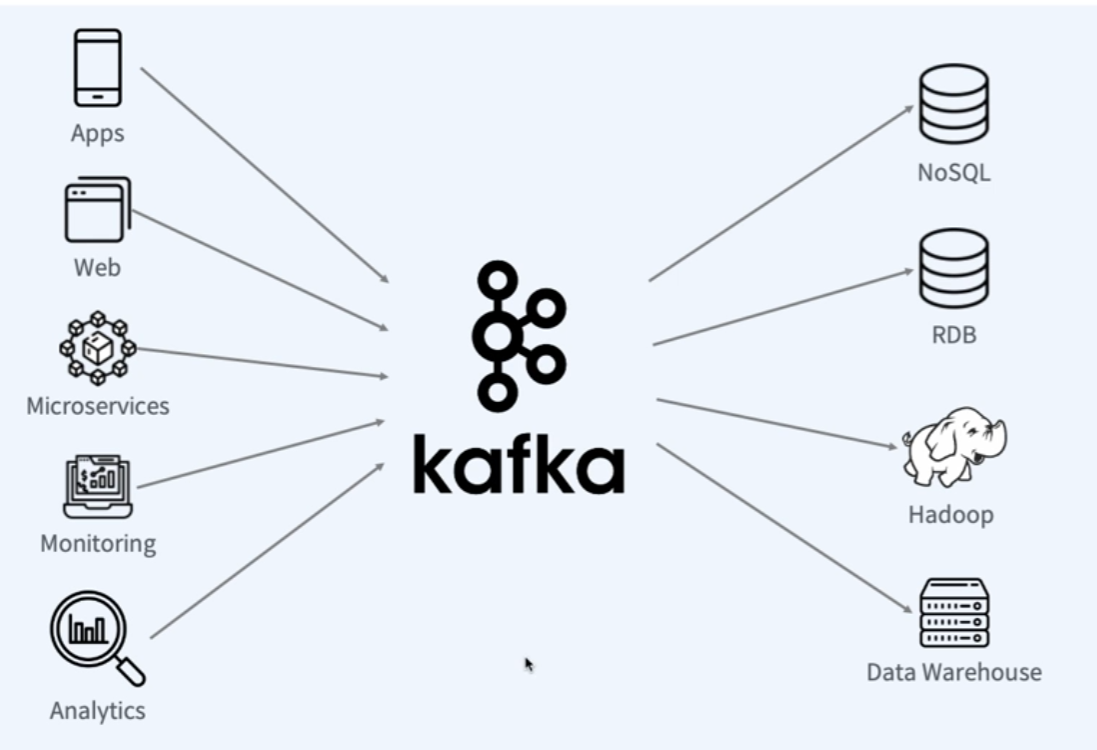 Apps
Web
Microservices
Monitoring
Analytics
kafka
NoSQL
RDB
Hadoop
Data Warehouse